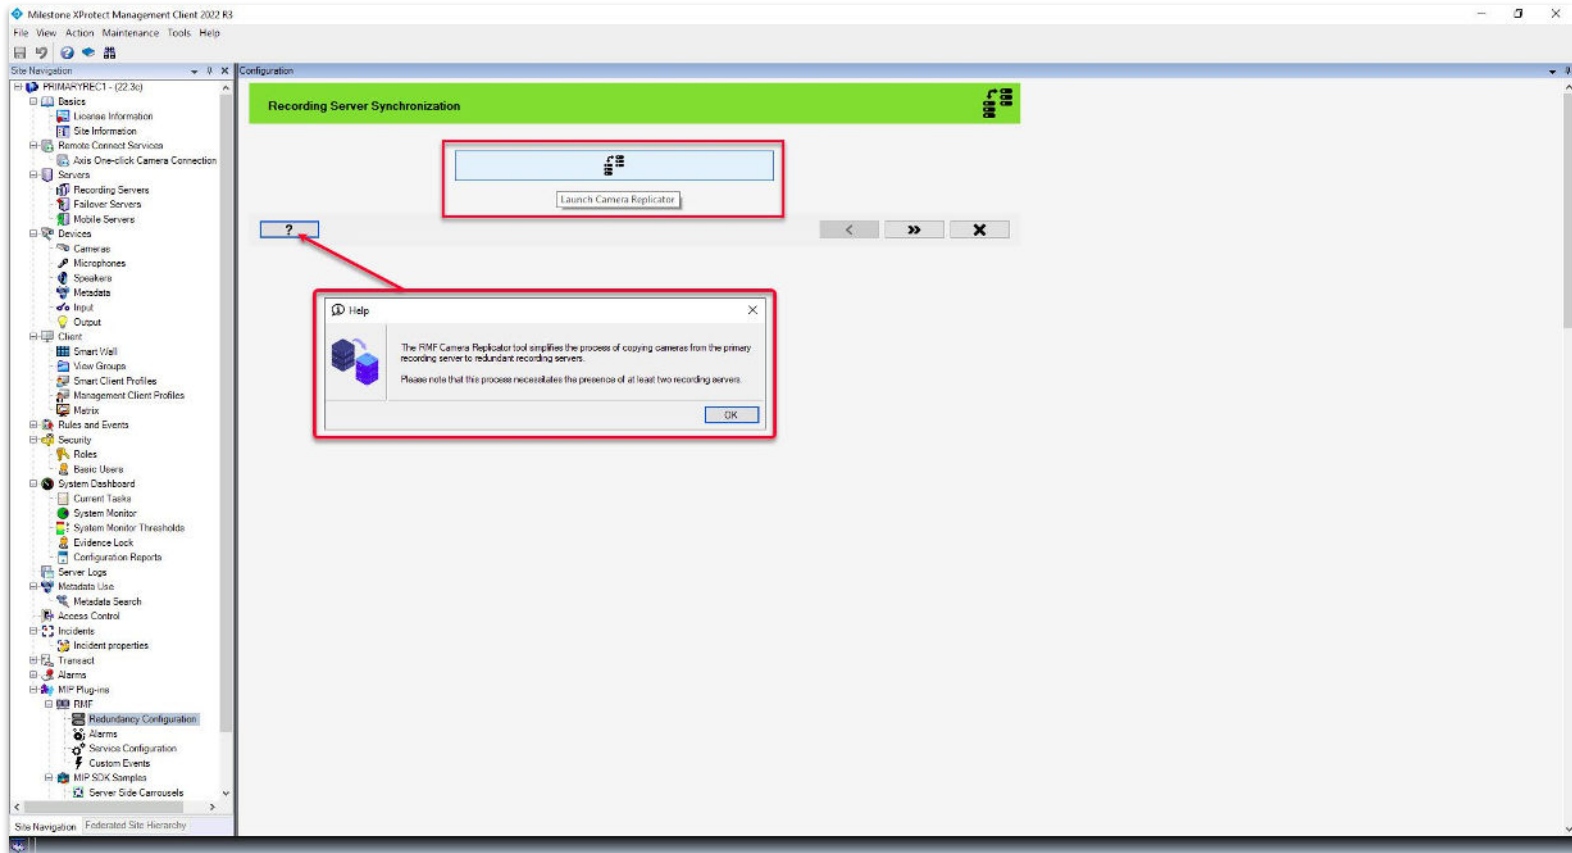 Milestone XProtect Management Client 2022 R3
File View Action Maintenance Tools Help
Site Navigation
Configuration
PRIMARYREC1 - (22.3c)
Basics
License Information
Site Information
Remote Connect Services
Axis One-click Camera Connection
Servers
Recording Servers
Failover Servers
Mobile Servers
Devices
Cameras
Microphones
Speakers
Metadata
Input
Output
Client
Smart Wall
View Groups
Smart Client Profiles
Management Client Profiles
Matrix
Rules and Events
Security
Roles
Basic Users
System Dashboard
Current Tasks
System Monitor
System Monitor Thresholds
Evidence Lock
Configuration Reports
Server Logs
Metadata Use
Metadata Search
Access Control
Incidents
Incident properties
Transact
Alarms
MIP Plug-ins
RMF
Redundancy Configuration
Alarms
Service Configuration
Custom Events
MIP SDK Samples
Server Side Carrousels
Site Navigation Federated Site Hierarchy
Recording Server Synchronization
Launch Camera Replicator
?
Help
The RMF Camera Replicator tool simplifies the process of copying cameras from the primary
recording server to redundant recording servers.
Please note that this process necessitates the presence of at least two recording servers.
OK